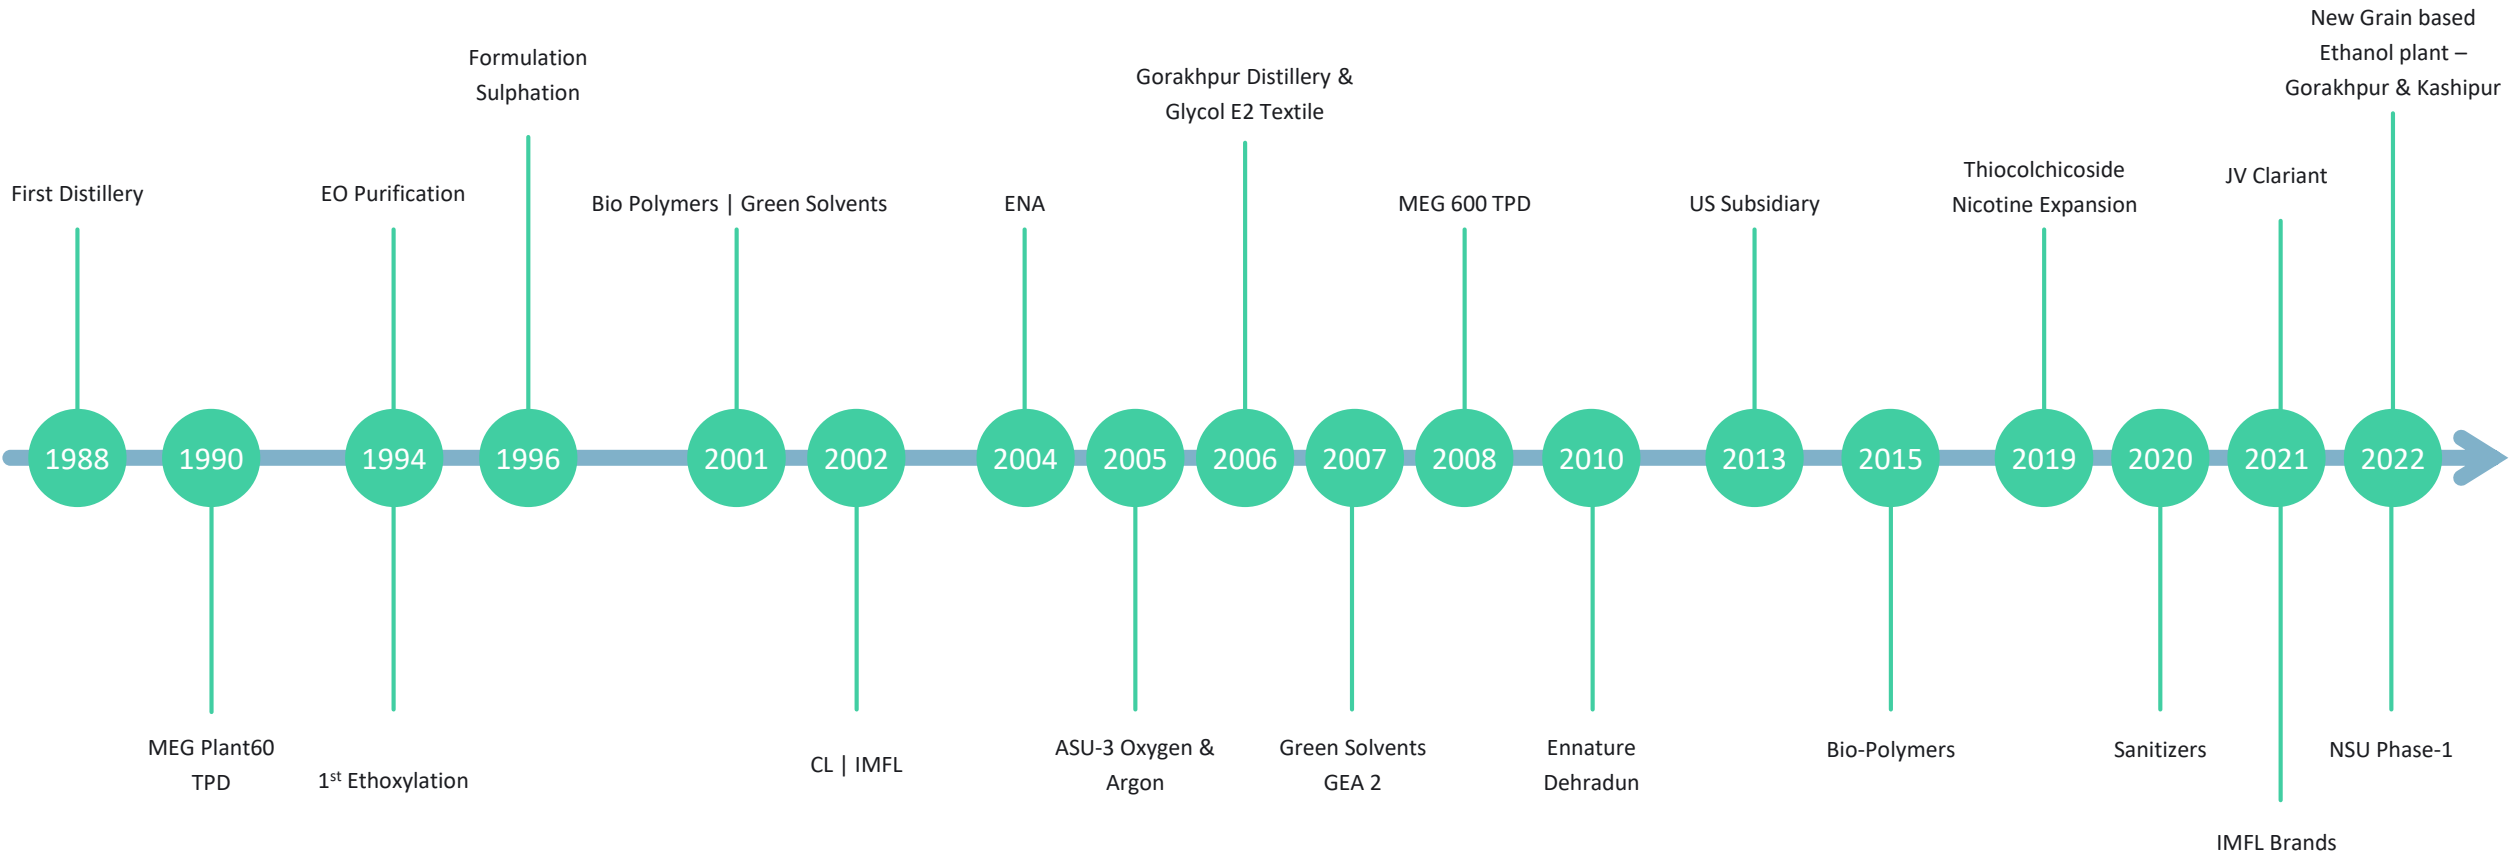 New Grain based
Ethanol plant –
Gorakhpur & Kashipur
Formulation
Sulphation
Gorakhpur Distillery &
Glycol E2 Textile
First Distillery
EO Purification
Bio Polymers | Green Solvents
ENA
MEG 600 TPD
US Subsidiary
Thiocolchicoside
Nicotine Expansion
JV Clariant
1988
1990
1994
1996
2001
2002
2004
2005
2006
2007
2008
2010
2013
2015
2019
2020
2021
2022
MEG Plant60
TPD
1st Ethoxylation
CL | IMFL
ASU-3 Oxygen &
Argon
Green Solvents
GEA 2
Ennature
Dehradun
Bio-Polymers
Sanitizers
IMFL Brands
NSU Phase-1